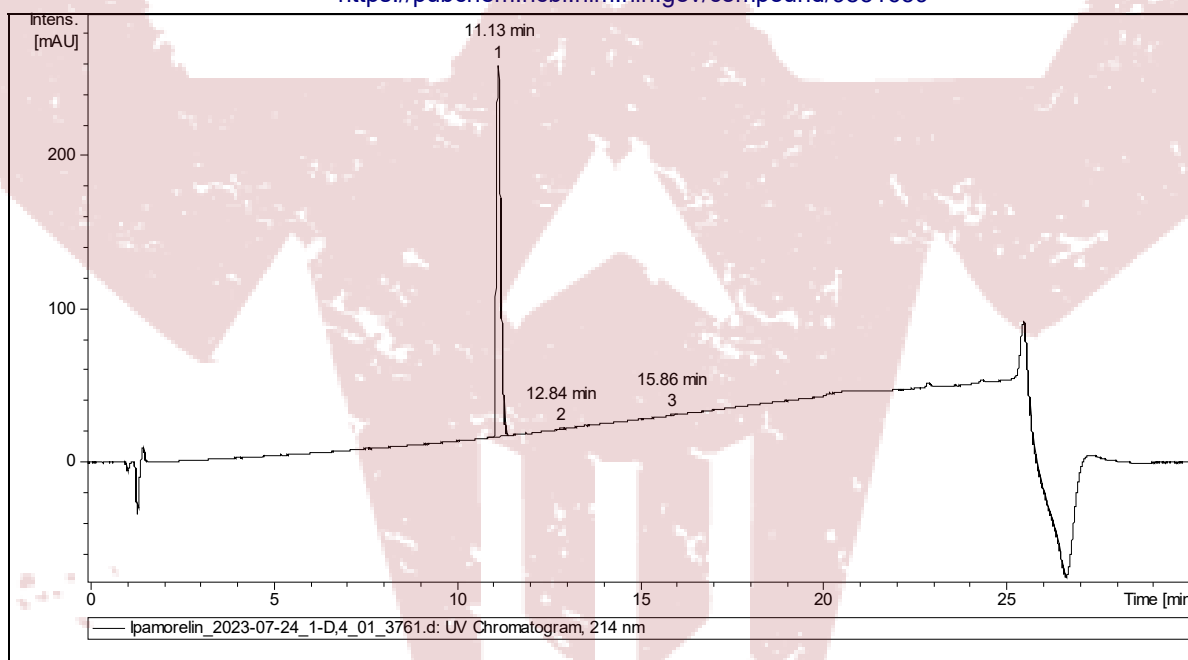 Intens.
[mAU]
11.13 min
1
200
100
12.84 min
2
15.86 min
3
0
0 5 10 15 20 25 Time [min
Ipamorelin_2023-07-24_1-D,4_01_3761.d: UV Chromatogram, 214 nm